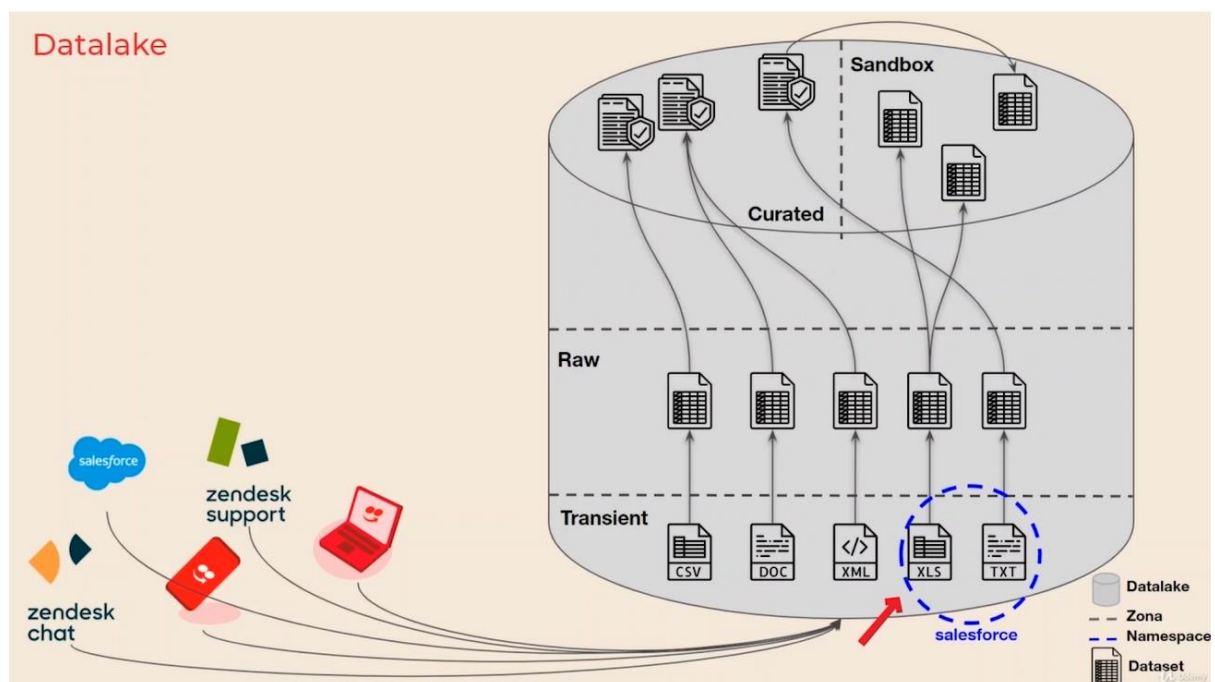 Datalake
Sandbox
Curated
Raw
Transient
CSV
DOC
XML
XLS
TXT
salesforce
salesforce
zendesk
support
zendesk
chat
Datalake
Zona
Namespace
Dataset
Udemy